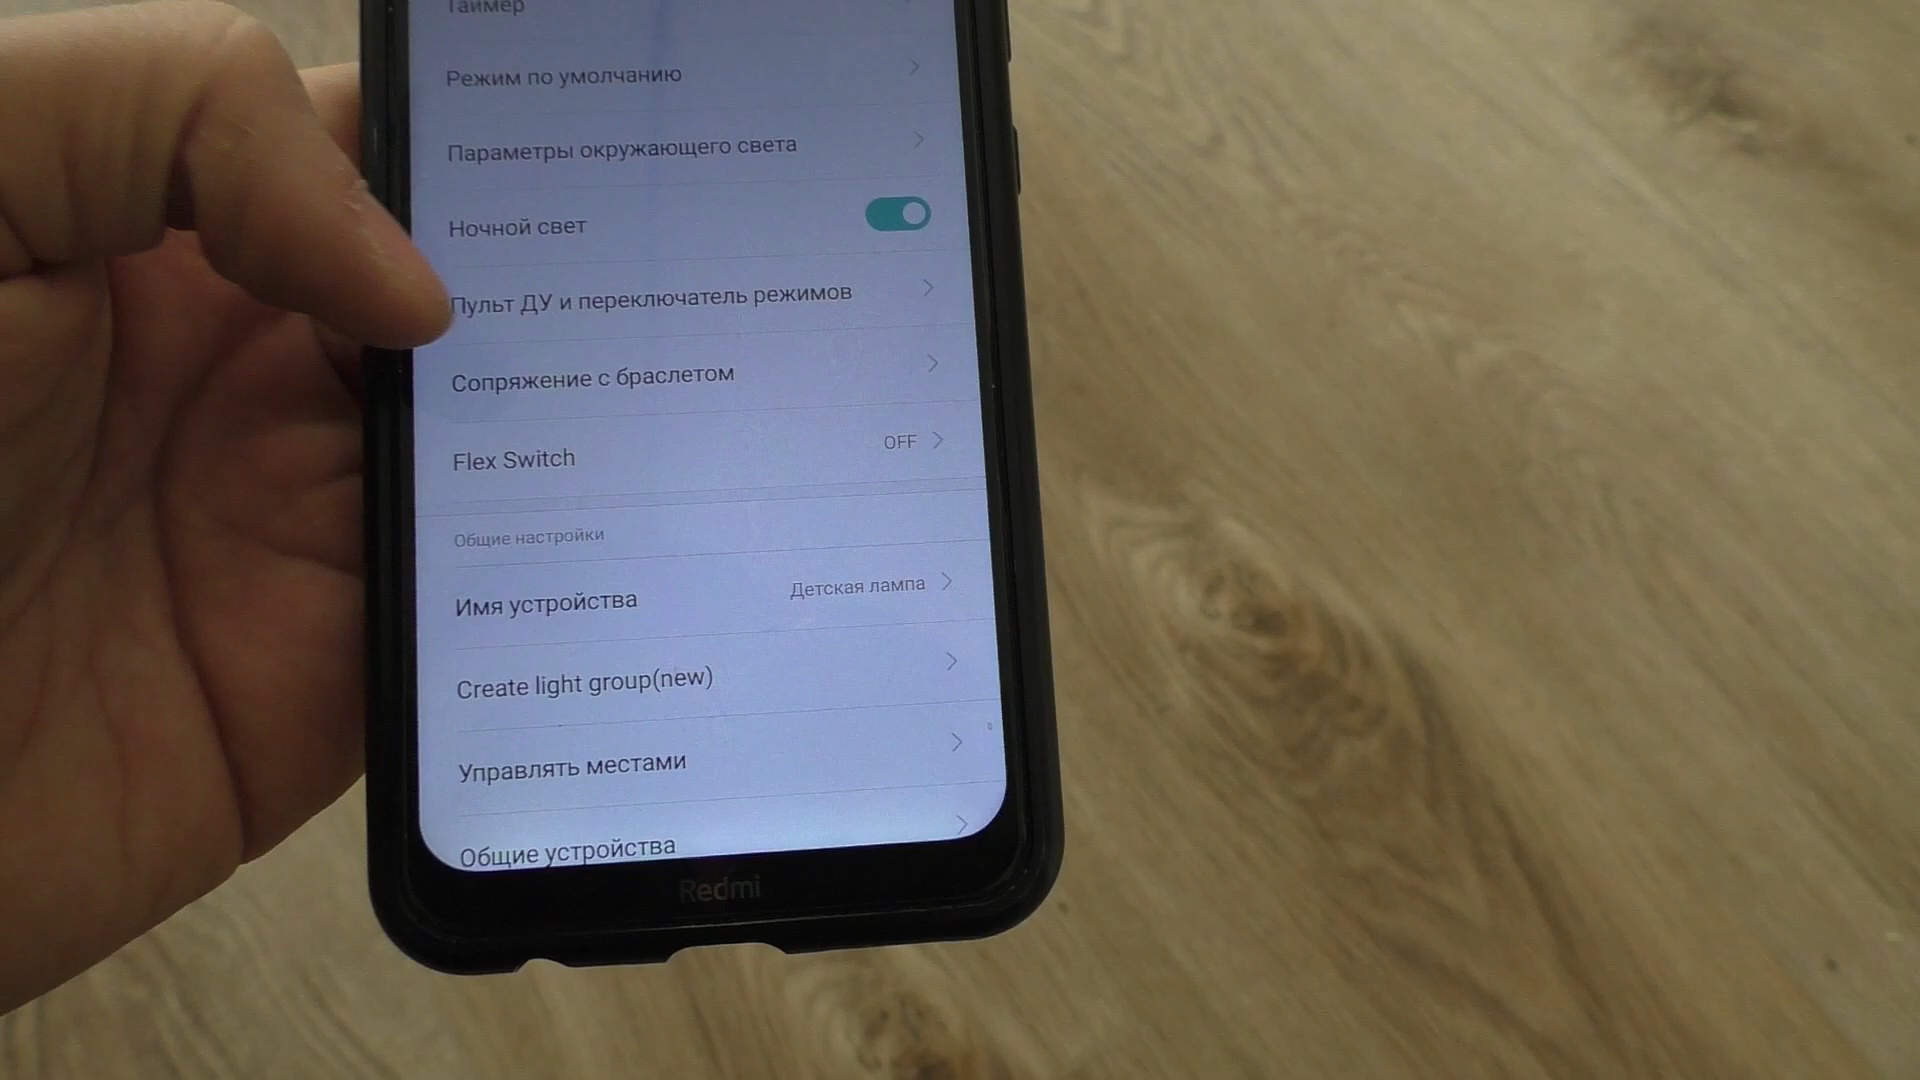 Таймер
Режим по умолчанию
Параметры окружающего света
Ночной свет
Пульт ДУ и переключатель режимов
Сопряжение с браслетом
Flex Switch OFF
Общие настройки
Имя устройства Детская лампа
Create light group(new)
Управлять местами
Общие устройства
Redmi